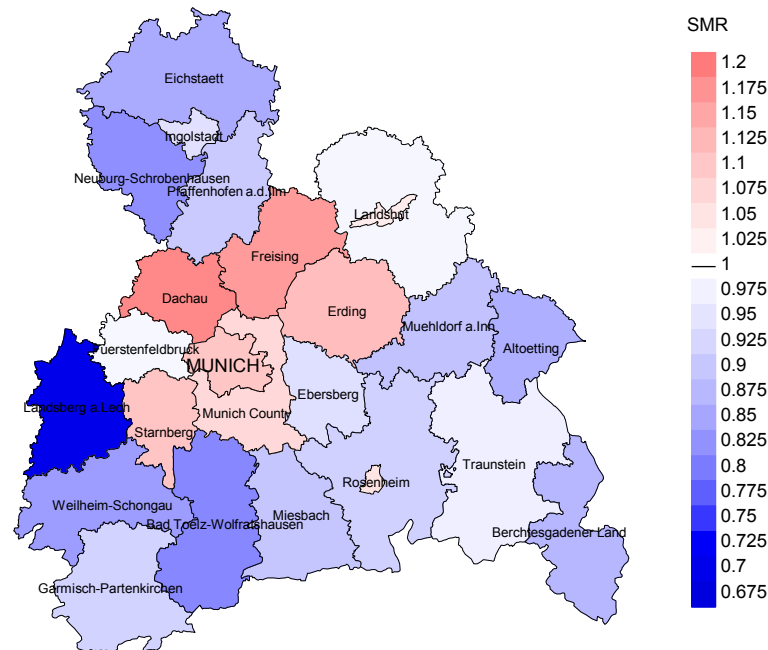 SMR
Eichstaett
Ingolstadt
Neuburg-Schrobenhausen
Pfaffenhofen a.d.Ilm
Landshut
Freising
Dachau
Erding
Muehldorf a.Inn
Altoetting
Fuerstenfeldbruck
MUNICH
Ebersberg
Landsberg a.Lech
Munich County
Starnberg
Traunstein
Rosenheim
Weilheim-Schongau
Miesbach
Bad Toelz-Wolfratshausen
Berchtesgadener Land
Garmisch-Partenkirchen
1.2
1.175
1.15
1.125
1.1
1.075
1.05
1.025
1
0.975
0.95
0.925
0.9
0.875
0.85
0.825
0.8
0.775
0.75
0.725
0.7
0.675